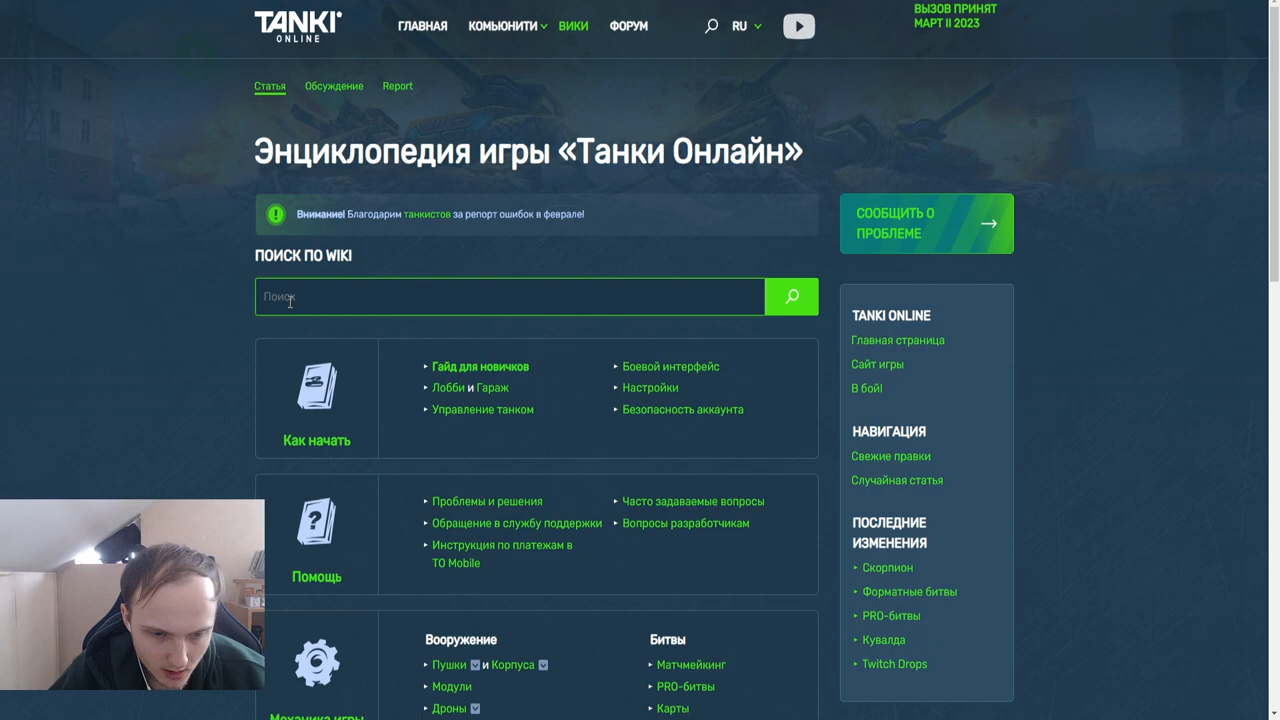 TANKI
ONLINE
ГЛАВНАЯ
КОМЬЮНИТИ
ВИКИ
ФОРУМ
RU
ВЫЗОВ ПРИНЯТ
МАРТ II 2023
Статья
Обсуждение
Report
Энциклопедия игры «Танки Онлайн»
Внимание! Благодарим танкистов за репорт ошибок в феврале!
СООБЩИТЬ О
ПРОБЛЕМЕ
ПОИСК ПО WIKI
Поиск
Как начать
Гайд для новичков
Лобби и Гараж
Управление танком
Боевой интерфейс
Настройки
Безопасность аккаунта
Помощь
Проблемы и решения
Обращение в службу поддержки
Инструкция по платежам в
ТО Mobile
Часто задаваемые вопросы
Вопросы разработчикам
Механика игры
Вооружение
Пушки и Корпуса
Модули
Дроны
Битвы
Матчмейкинг
PRO-битвы
Карты
TANKI ONLINE
Главная страница
Сайт игры
В бой!
НАВИГАЦИЯ
Свежие правки
Случайная статья
ПОСЛЕДНИЕ
ИЗМЕНЕНИЯ
Скорпион
Форматные битвы
PRO-битвы
Кувалда
Twitch Drops